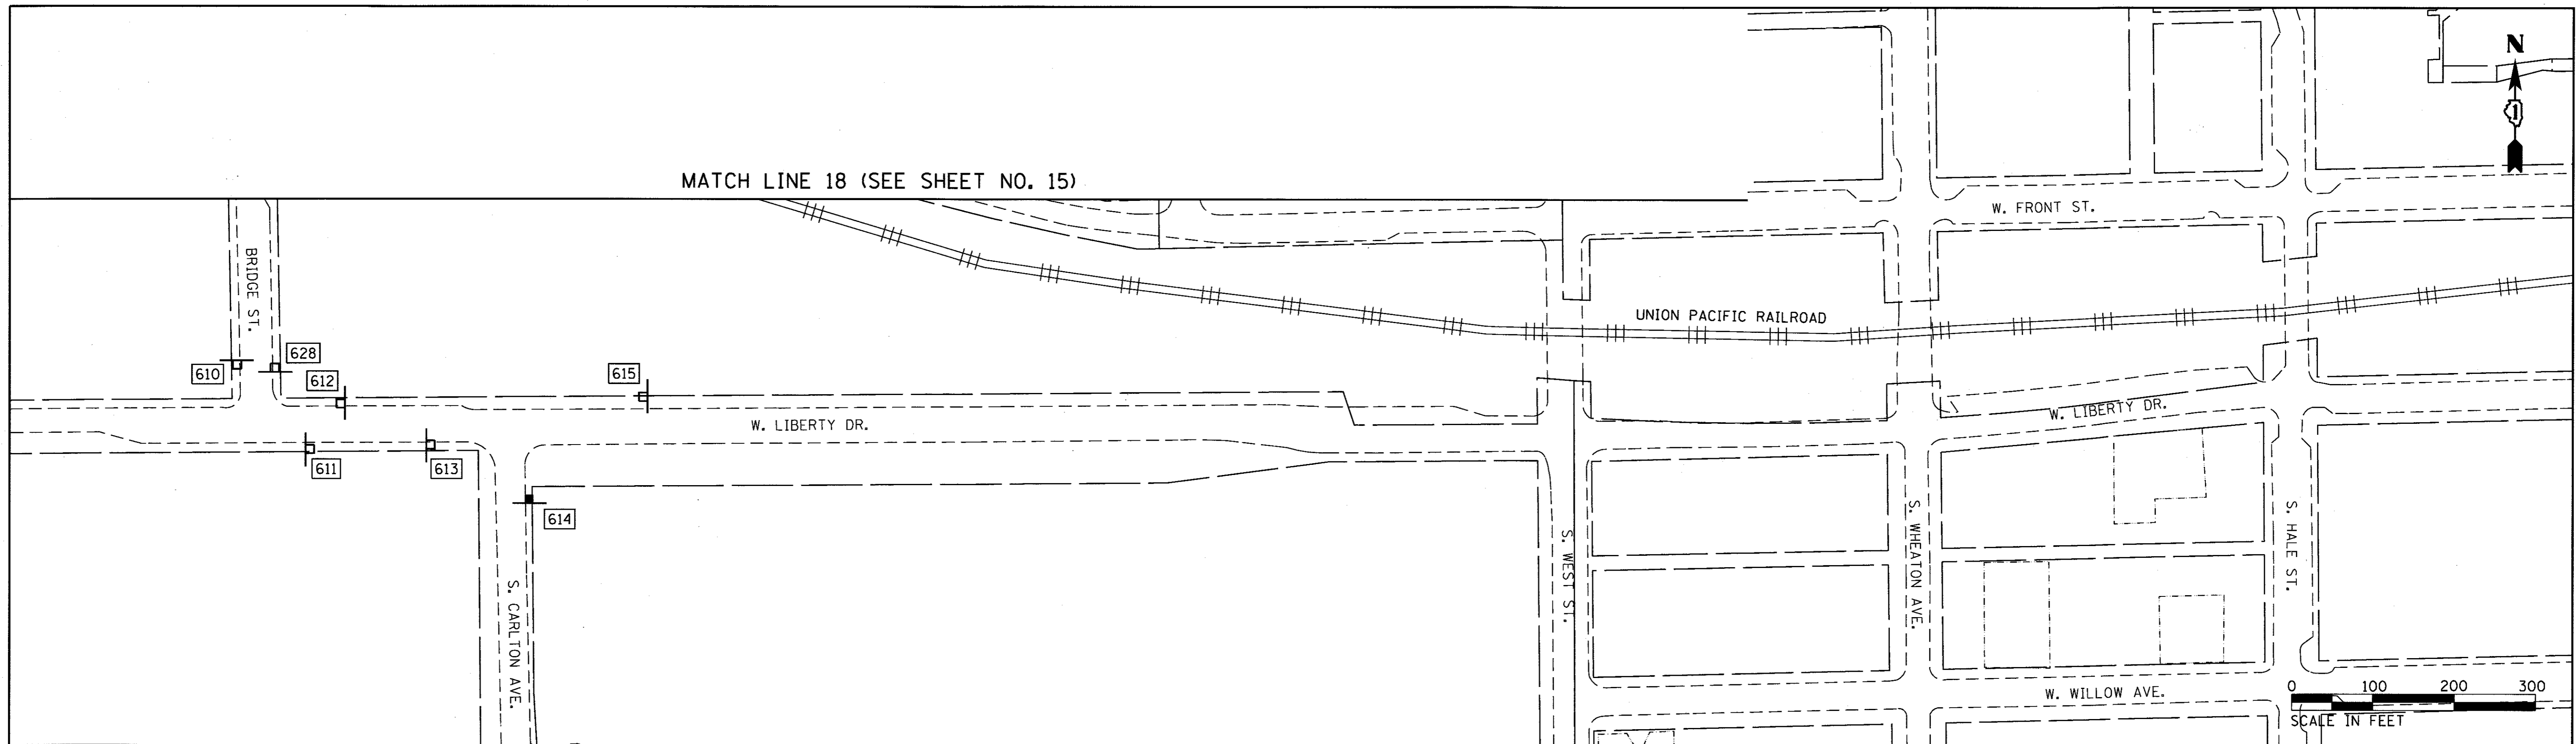 N
1
MATCH LINE 18 (SEE SHEET NO. 15)
W. FRONT ST.
BRIDGE ST.
UNION PACIFIC RAILROAD
628
610
612
615
W. LIBERTY DR.
W. LIBERTY DR.
611
613
614
S. CARLTON AVE.
S. WEST ST.
S. WHEATON AVE.
S. HALE ST.
W. WILLOW AVE.
0 100 200 300
SCALE IN FEET